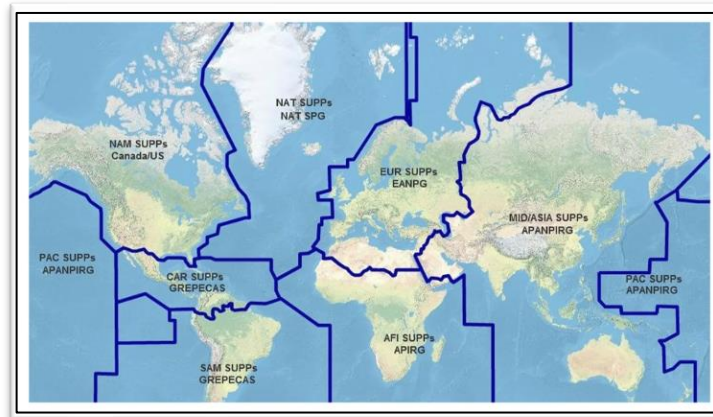 NAT SUPPs
NAT SPG
NAM SUPPs
Canada/US
EUR SUPPs
EANPG
MID/ASIA SUPPs
APANPIRG
PAC SUPPs
APANPIRG
CAR SUPPs
GREPECAS
PAC SUPPs
APANPIRG
AFI SUPPs
APIRG
SAM SUPPs
GREPECAS